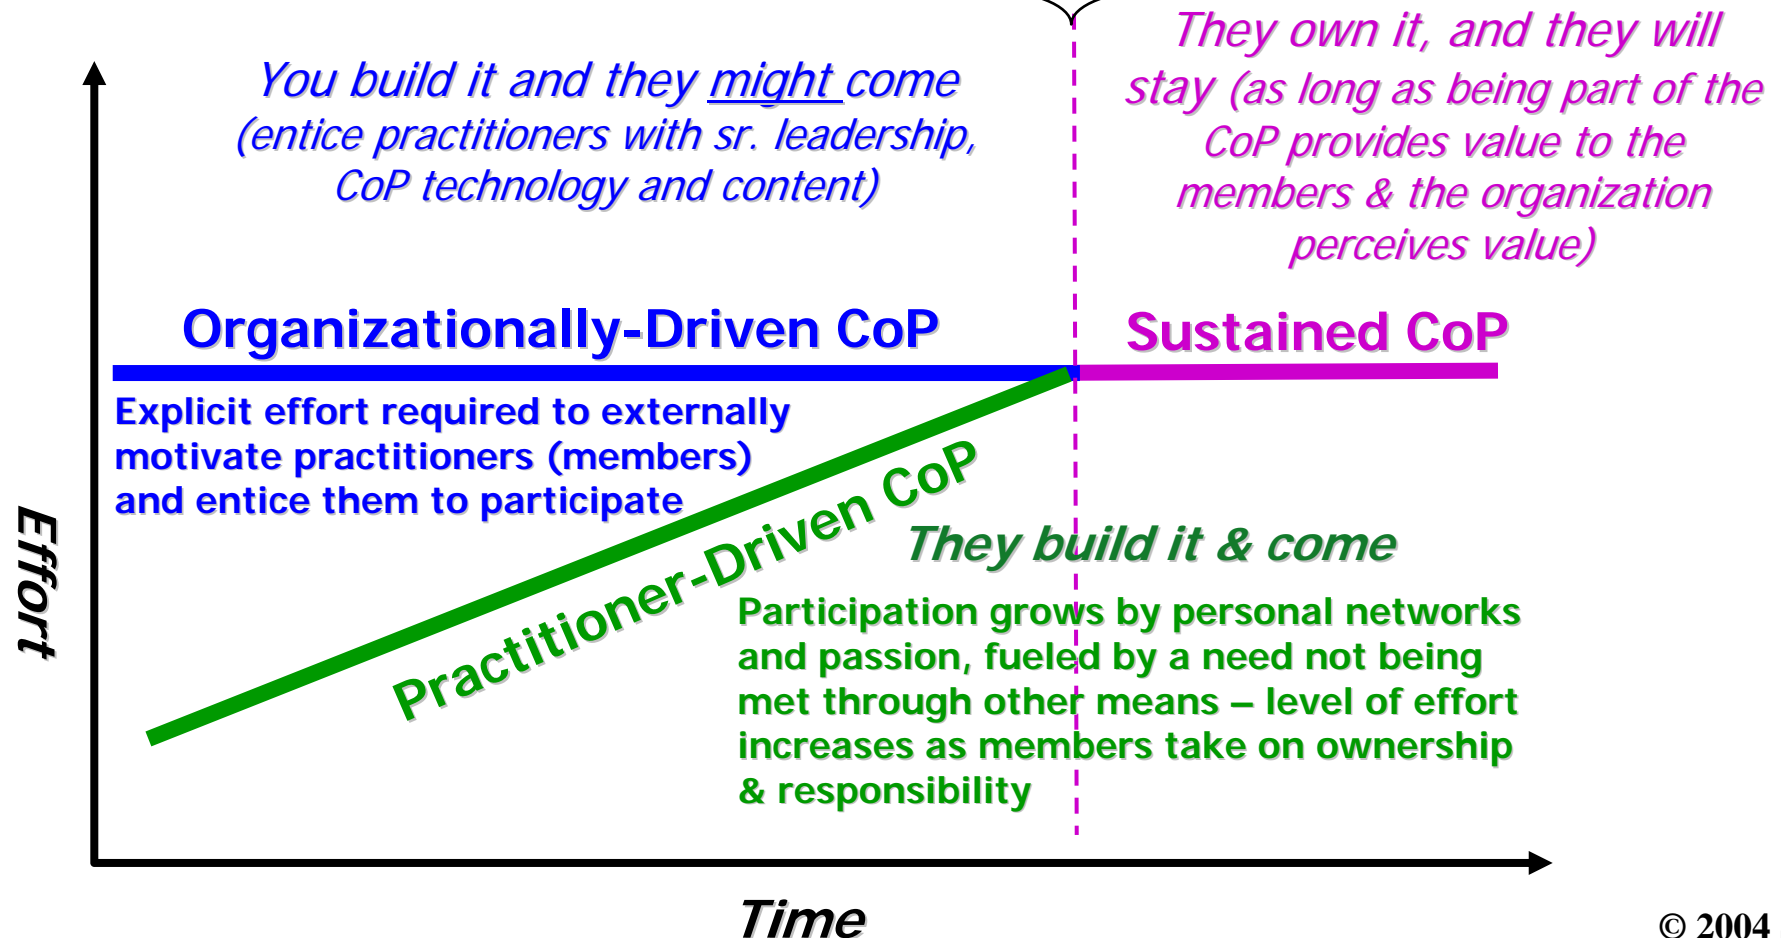 You build it and they might come
(entice practitioners with sr. leadership,
CoP technology and content)
They own it, and they will
stay (as long as being part of the
CoP provides value to the
members & the organization
perceives value)
Organizationally-Driven CoP
Sustained CoP
Explicit effort required to externally
motivate practitioners (members)
and entice them to participate
Practitioner-Driven CoP
They build it & come
Participation grows by personal networks
and passion, fueled by a need not being
met through other means – level of effort
increases as members take on ownership
& responsibility
Effort
Time
© 2004